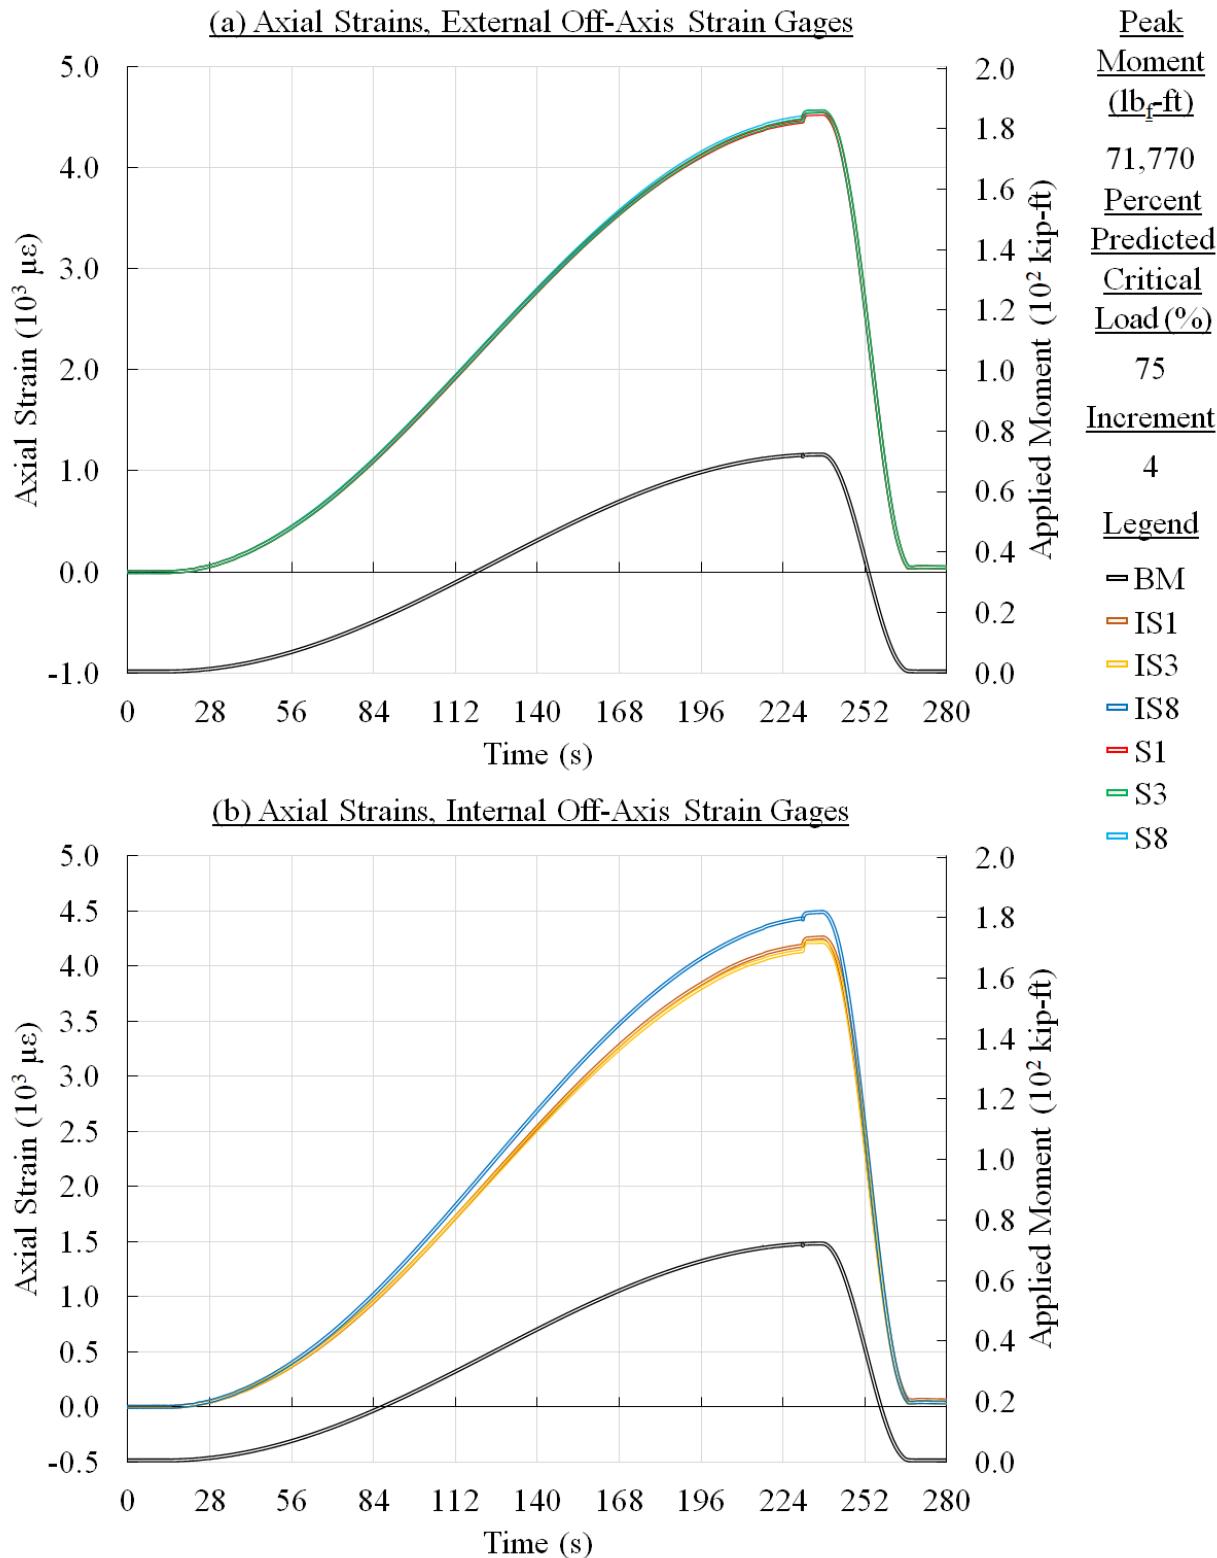 (a) Axial Strains, External Off-Axis Strain Gages
5.0
4.0
3.0
2.0
1.0
0.0
-1.0
Axial Strain (10³ με)
2.0
1.8
1.6
1.4
1.2
1.0
0.8
0.6
0.4
0.2
0.0
Applied Moment (10² kip-ft)
0 28 56 84 112 140 168 196 224 252 280
Time (s)
Peak
Moment
(lb_f-ft)
71,770
Percent
Predicted
Critical
Load (%)
75
Increment
4
Legend
BM
IS1
IS3
IS8
S1
S3
S8
(b) Axial Strains, Internal Off-Axis Strain Gages
5.0
4.5
4.0
3.5
3.0
2.5
2.0
1.5
1.0
0.5
0.0
-0.5
Axial Strain (10³ με)
2.0
1.8
1.6
1.4
1.2
1.0
0.8
0.6
0.4
0.2
0.0
Applied Moment (10² kip-ft)
0 28 56 84 112 140 168 196 224 252 280
Time (s)